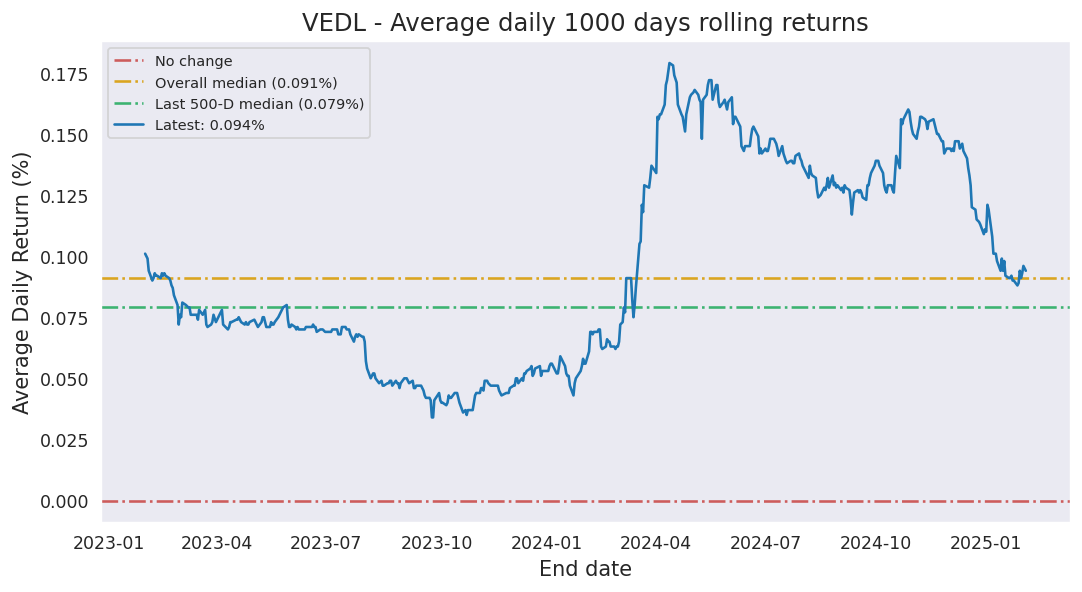 VEDL - Average daily 1000 days rolling returns
No change
Overall median (0.091%)
Last 500-D median (0.079%)
Latest: 0.094%
Average Daily Return (%)
0.175
0.150
0.125
0.100
0.075
0.050
0.025
0.000
2023-01 2023-04 2023-07 2023-10 2024-01 2024-04 2024-07 2024-10 2025-01
End date